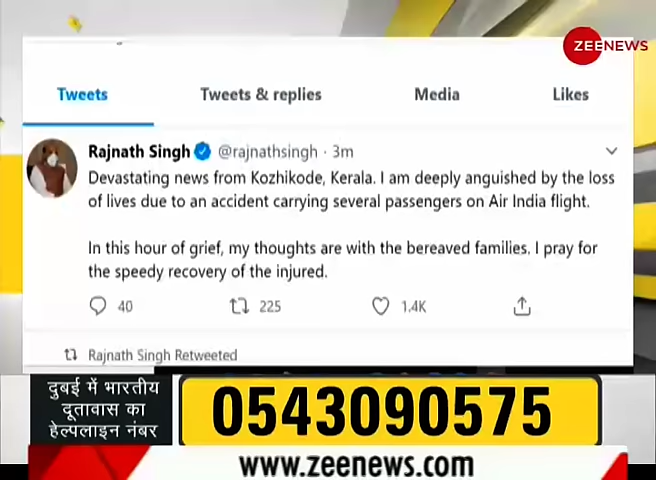 ZEE NEWS
Tweets Tweets & replies Media Likes
Rajnath Singh @rajnathsingh · 3m
Devastating news from Kozhikode, Kerala. I am deeply anguished by the loss
of lives due to an accident carrying several passengers on Air India flight.
In this hour of grief, my thoughts are with the bereaved families. I pray for
the speedy recovery of the injured.
40 225 1.4K
Rajnath Singh Retweeted
दुबई में भारतीय
दूतावास का
हेल्पलाइन नंबर
0543090575
www.zeenews.com